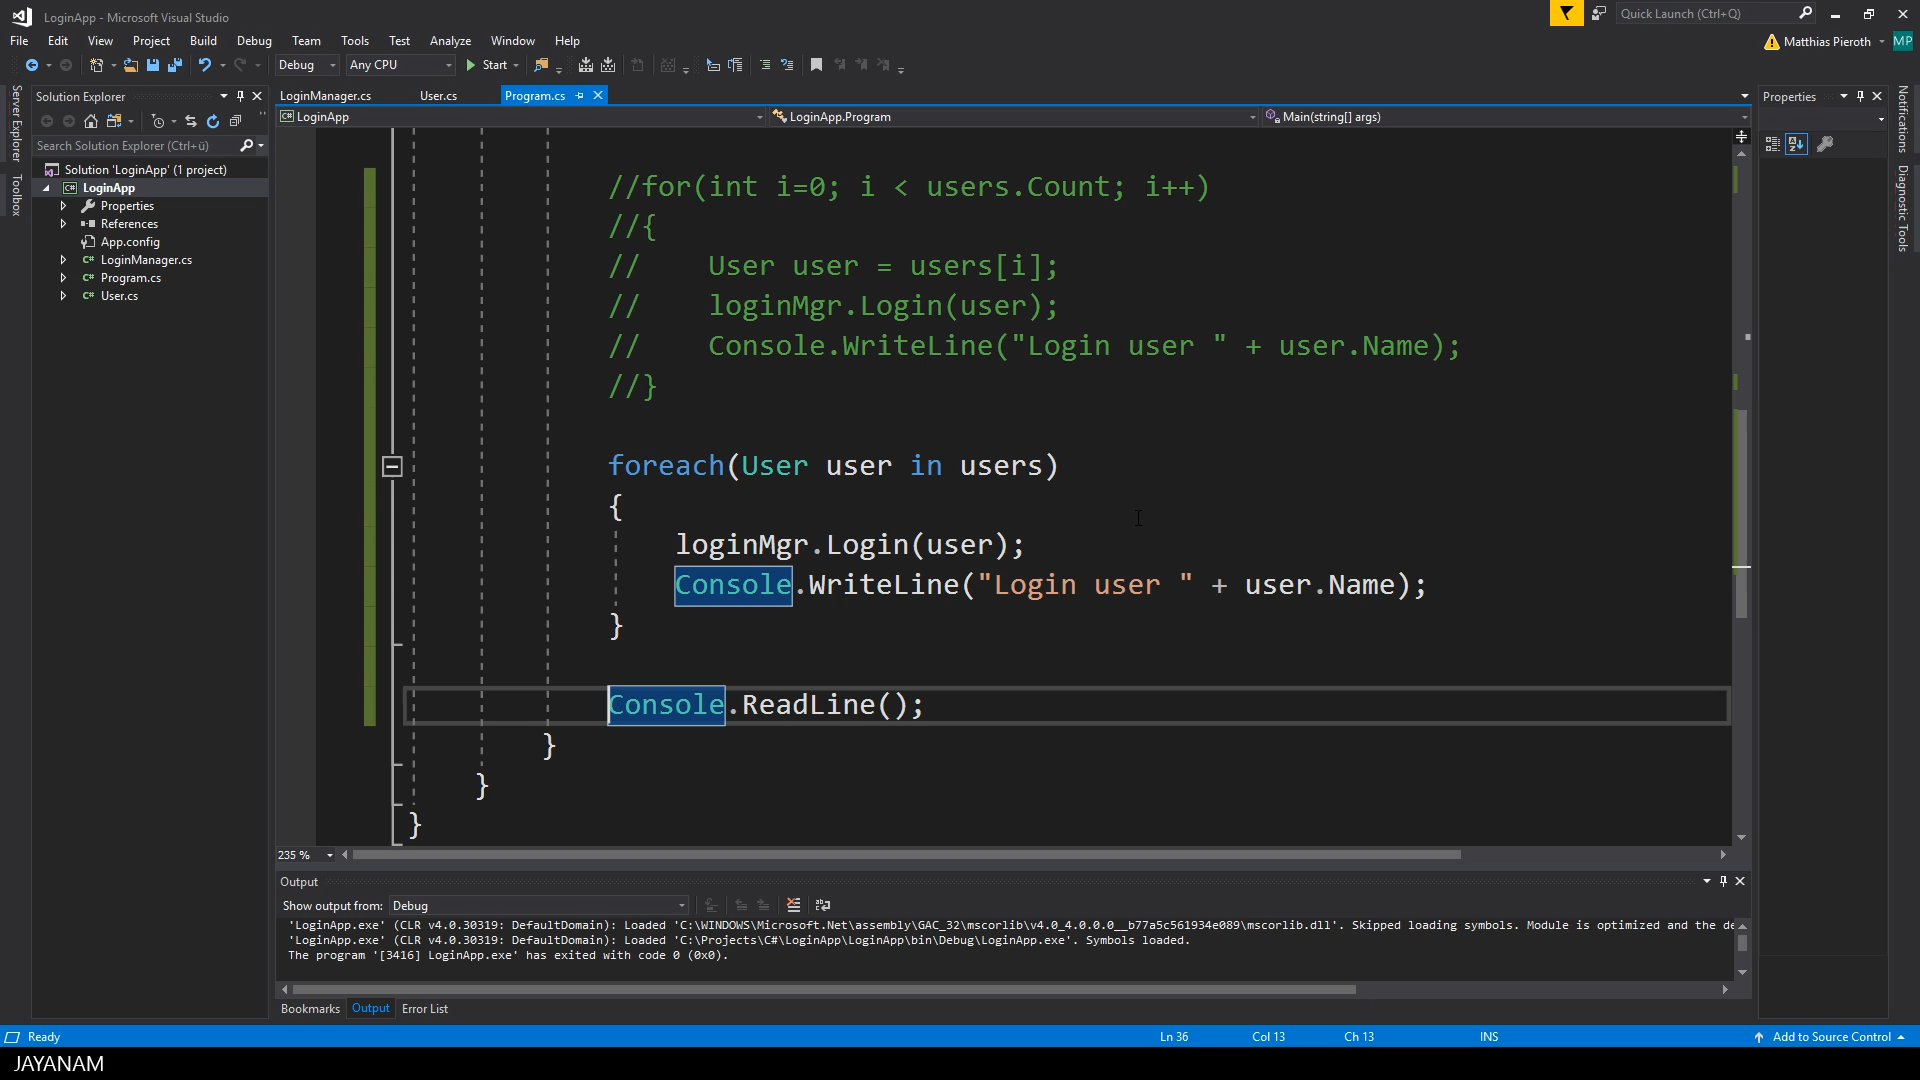 LoginApp - Microsoft Visual Studio
Quick Launch (Ctrl+Q)
File Edit View Project Build Debug Team Tools Test Analyze Window Help
Matthias Pieroth MP
Debug Any CPU Start
Server Explorer
Toolbox
Solution Explorer
Search Solution Explorer (Ctrl+ü)
Solution 'LoginApp' (1 project)
C# LoginApp
Properties
References
App.config
C# LoginManager.cs
C# Program.cs
C# User.cs
LoginManager.cs User.cs Program.cs
C# LoginApp LoginApp.Program Main(string[] args)
//for(int i=0; i < users.Count; i++)
//{
// User user = users[i];
// loginMgr.Login(user);
// Console.WriteLine("Login user " + user.Name);
//}
foreach(User user in users)
{
loginMgr.Login(user);
Console.WriteLine("Login user " + user.Name);
}
Console.ReadLine();
}
}
}
235 %
Output
Show output from: Debug
'LoginApp.exe' (CLR v4.0.30319: DefaultDomain): Loaded 'C:\WINDOWS\Microsoft.Net\assembly\GAC_32\mscorlib\v4.0_4.0.0.0__b77a5c561934e089\mscorlib.dll'. Skipped loading symbols. Module is optimized and the de
'LoginApp.exe' (CLR v4.0.30319: DefaultDomain): Loaded 'C:\Projects\C#\LoginApp\LoginApp\bin\Debug\LoginApp.exe'. Symbols loaded.
The program '[3416] LoginApp.exe' has exited with code 0 (0x0).
Bookmarks Output Error List
Properties
Notifications
Diagnostic Tools
Ready Ln 36 Col 13 Ch 13 INS Add to Source Control
JAYANAM